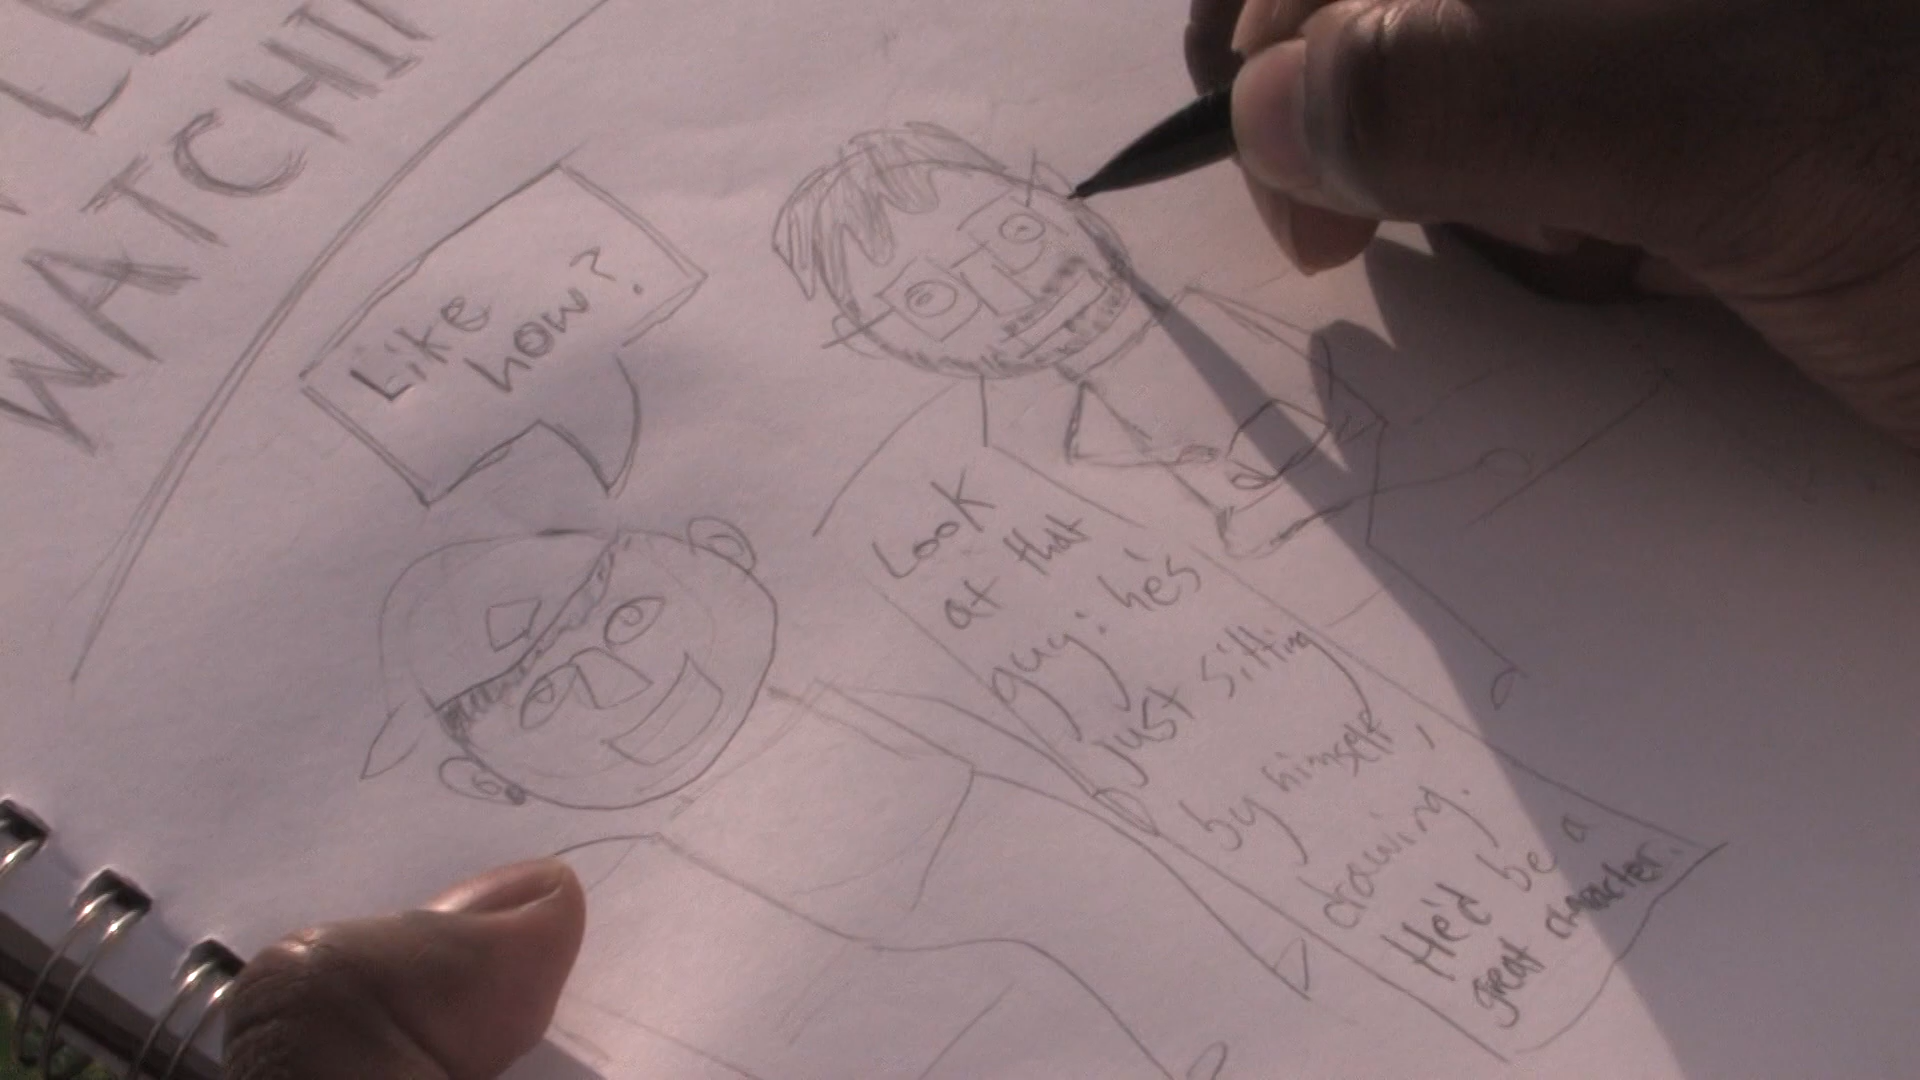 WATCHI
Like
how?
Look
at that
guy: he's
just sitting
by himself,
drawing.
He'd be a
great character.